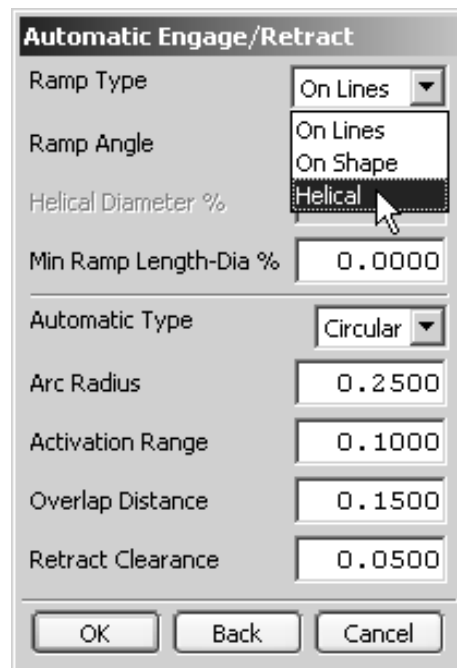 Automatic Engage/Retract
Ramp Type On Lines
On Lines
Ramp Angle
On Shape
Helical Diameter % Helical
Min Ramp Length-Dia % 0.0000
Automatic Type Circular
Arc Radius 0.2500
Activation Range 0.1000
Overlap Distance 0.1500
Retract Clearance 0.0500
OK Back Cancel